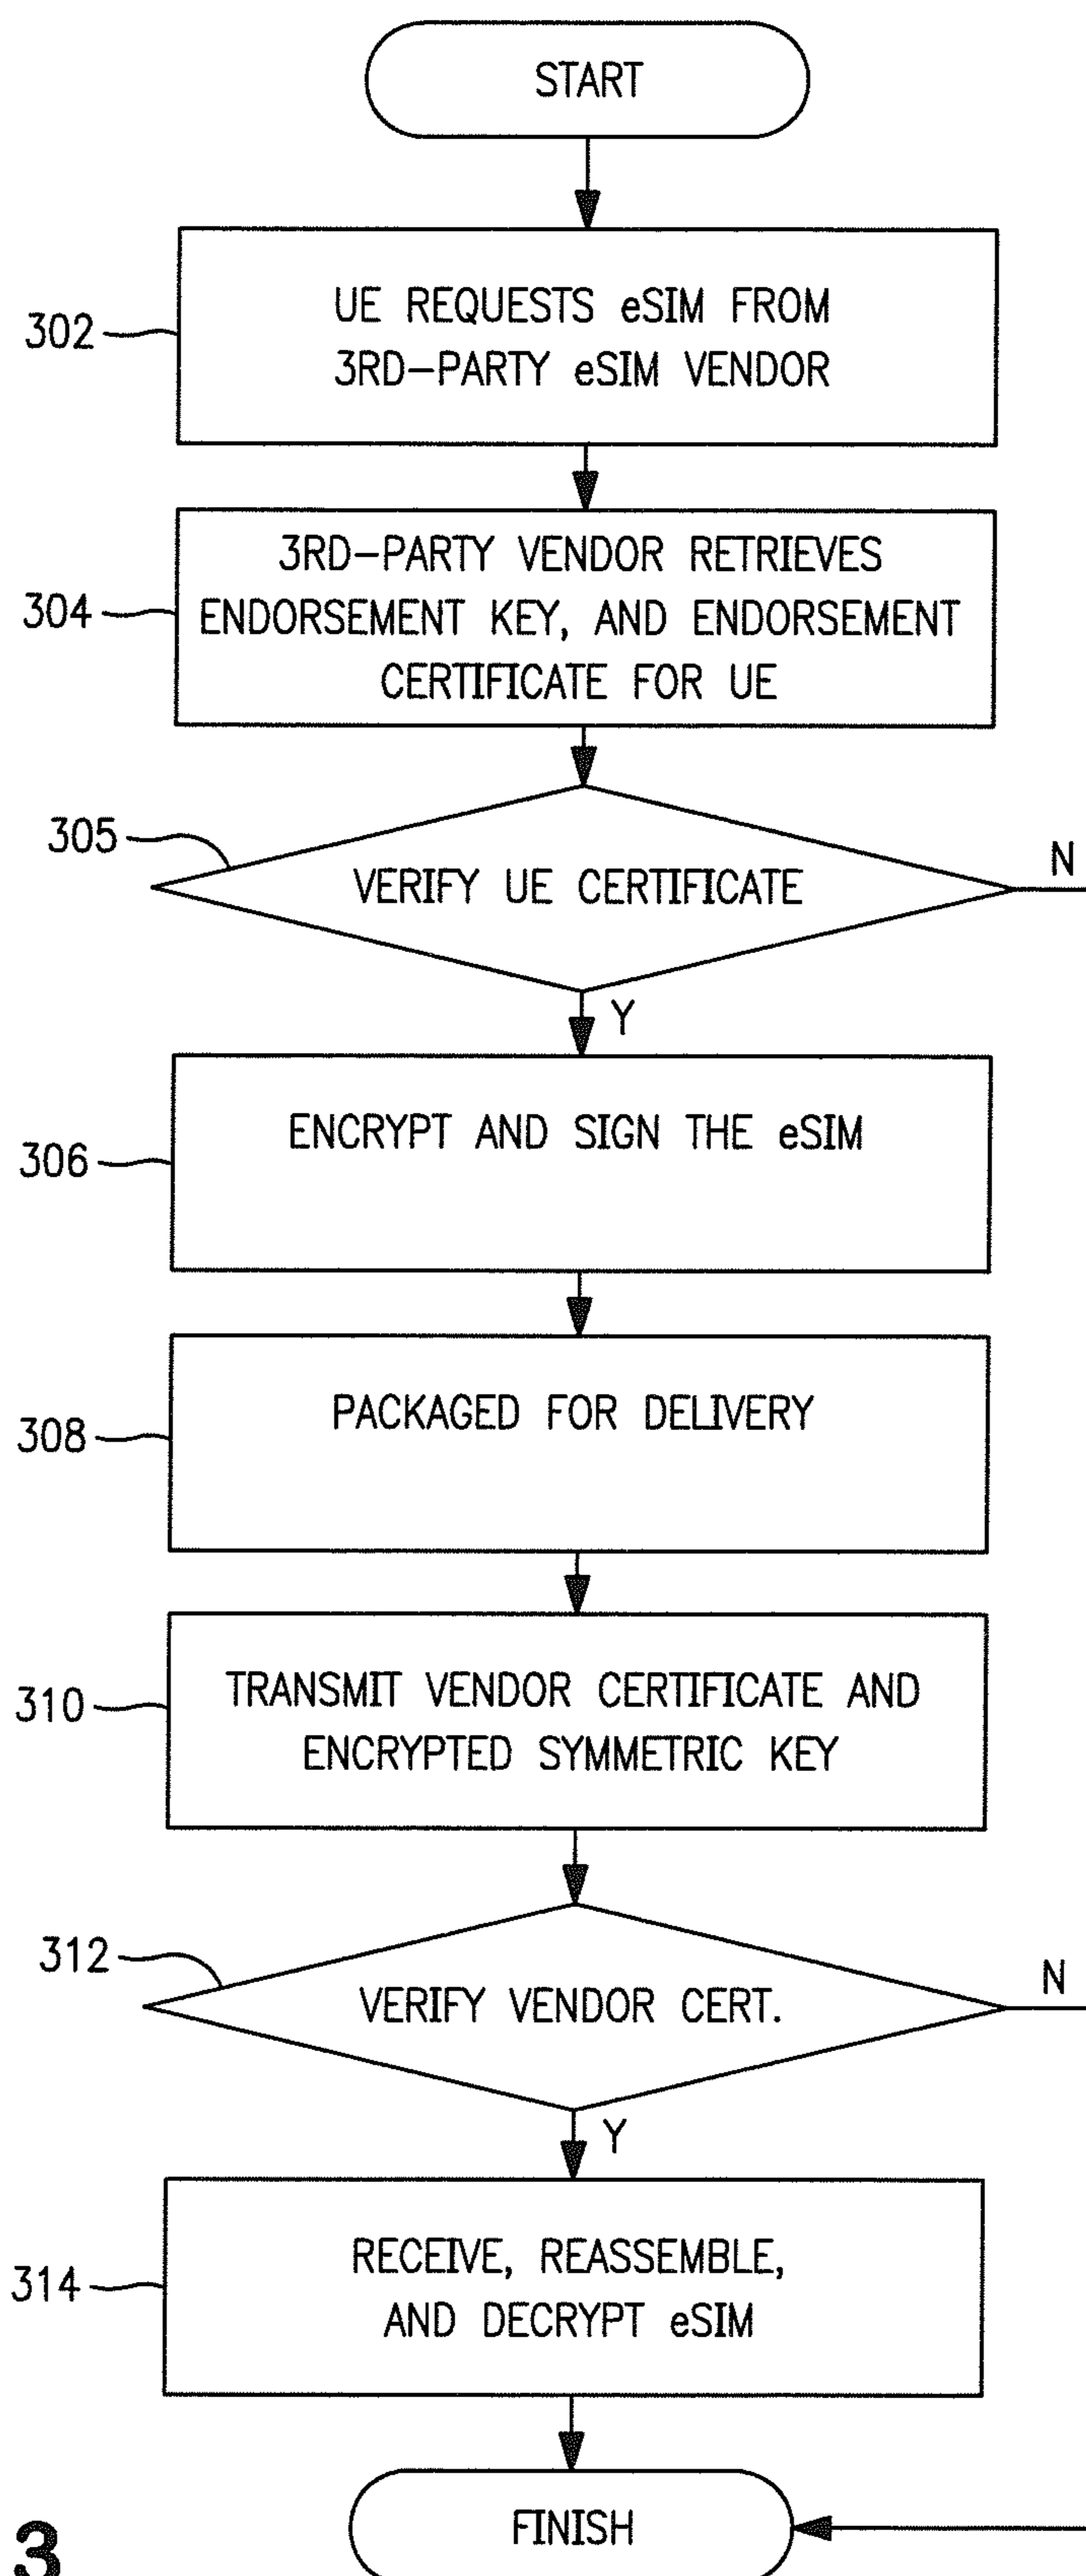 START
302
UE REQUESTS eSIM FROM
3RD-PARTY eSIM VENDOR
304
3RD-PARTY VENDOR RETRIEVES
ENDORSEMENT KEY, AND ENDORSEMENT
CERTIFICATE FOR UE
305
VERIFY UE CERTIFICATE
N
Y
306
ENCRYPT AND SIGN THE eSIM
308
PACKAGED FOR DELIVERY
310
TRANSMIT VENDOR CERTIFICATE AND
ENCRYPTED SYMMETRIC KEY
312
VERIFY VENDOR CERT.
N
Y
314
RECEIVE, REASSEMBLE,
AND DECRYPT eSIM
FINISH
3